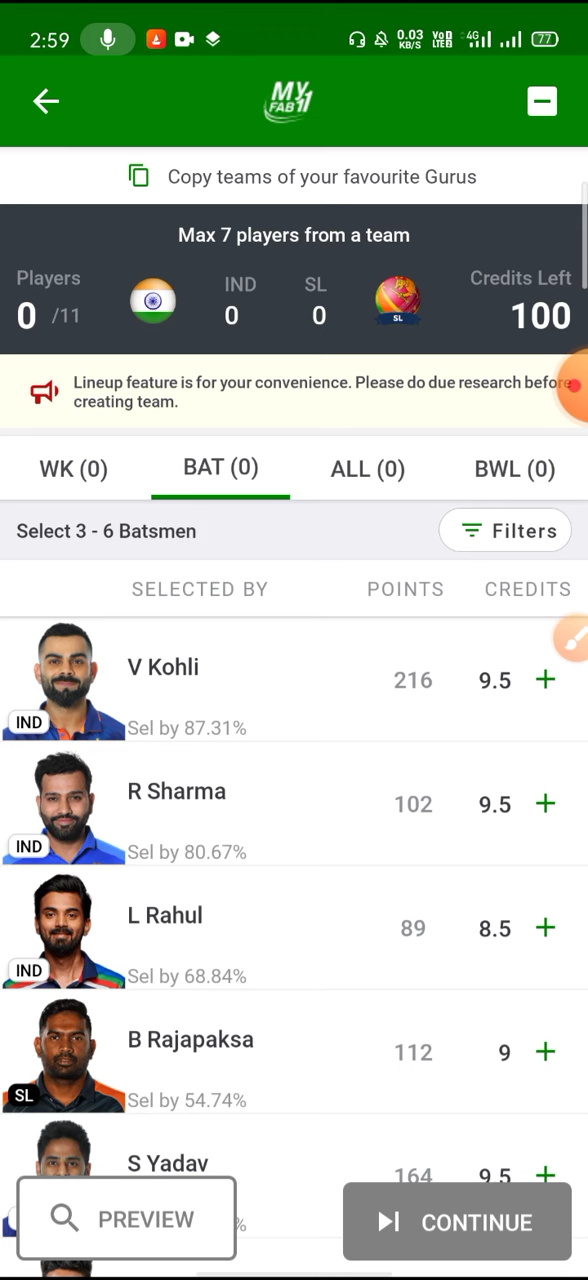 2:59 0.03 KB/S Vo LTE2 4G 77
MY FAB11
Copy teams of your favourite Gurus
Max 7 players from a team
Players IND SL Credits Left
0 /11 0 0 SL 100
Lineup feature is for your convenience. Please do due research before
creating team.
WK (0) BAT (0) ALL (0) BWL (0)
Select 3 - 6 Batsmen Filters
SELECTED BY POINTS CREDITS
V Kohli
216 9.5 +
IND
Sel by 87.31%
R Sharma
102 9.5 +
IND
Sel by 80.67%
L Rahul
89 8.5 +
IND
Sel by 68.84%
B Rajapaksa
112 9 +
SL
Sel by 54.74%
S Yadav
164 9.5 +
%
PREVIEW CONTINUE